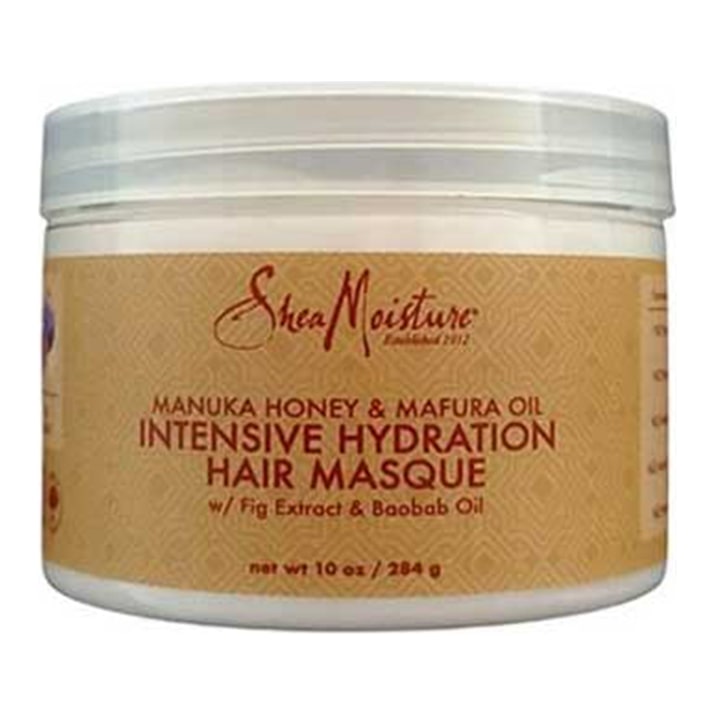 SheaMoisture
Established 2012
MANUKA HONEY & MAFURA OIL
INTENSIVE HYDRATION
HAIR MASQUE
w/ Fig Extract & Baobab Oil
net wt 10 oz / 284 g